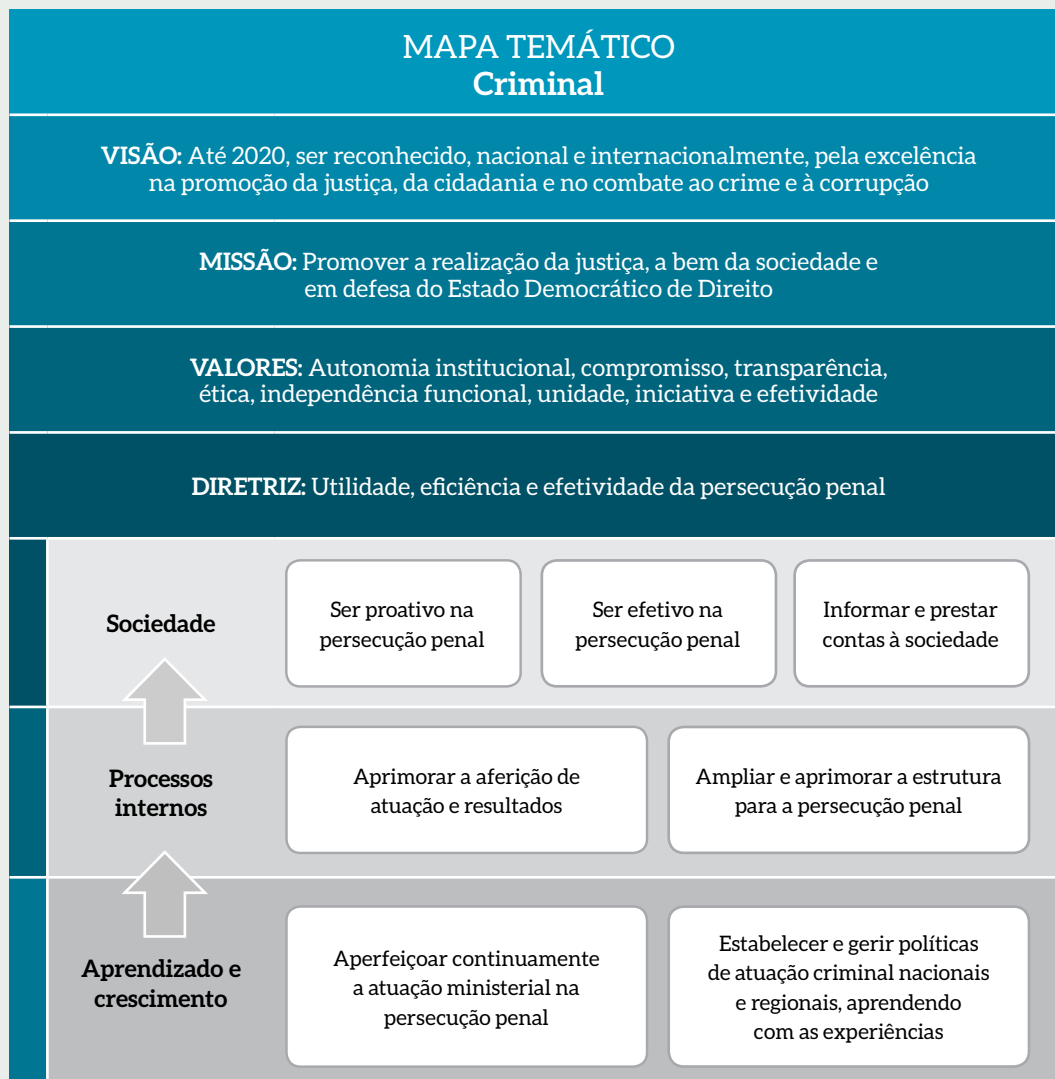 MAPA TEMÁTICO
Criminal
VISÃO: Até 2020, ser reconhecido, nacional e internacionalmente, pela excelência
na promoção da justiça, da cidadania e no combate ao crime e à corrupção
MISSÃO: Promover a realização da justiça, a bem da sociedade e
em defesa do Estado Democrático de Direito
VALORES: Autonomia institucional, compromisso, transparência,
ética, independência funcional, unidade, iniciativa e efetividade
DIRETRIZ: Utilidade, eficiência e efetividade da persecução penal
Sociedade
Ser proativo na
persecução penal
Ser efetivo na
persecução penal
Informar e prestar
contas à sociedade
Processos
internos
Aprimorar a aferição de
atuação e resultados
Ampliar e aprimorar a estrutura
para a persecução penal
Aprendizado e
crescimento
Aperfeiçoar continuamente
a atuação ministerial na
persecução penal
Estabelecer e gerir políticas
de atuação criminal nacionais
e regionais, aprendendo
com as experiências